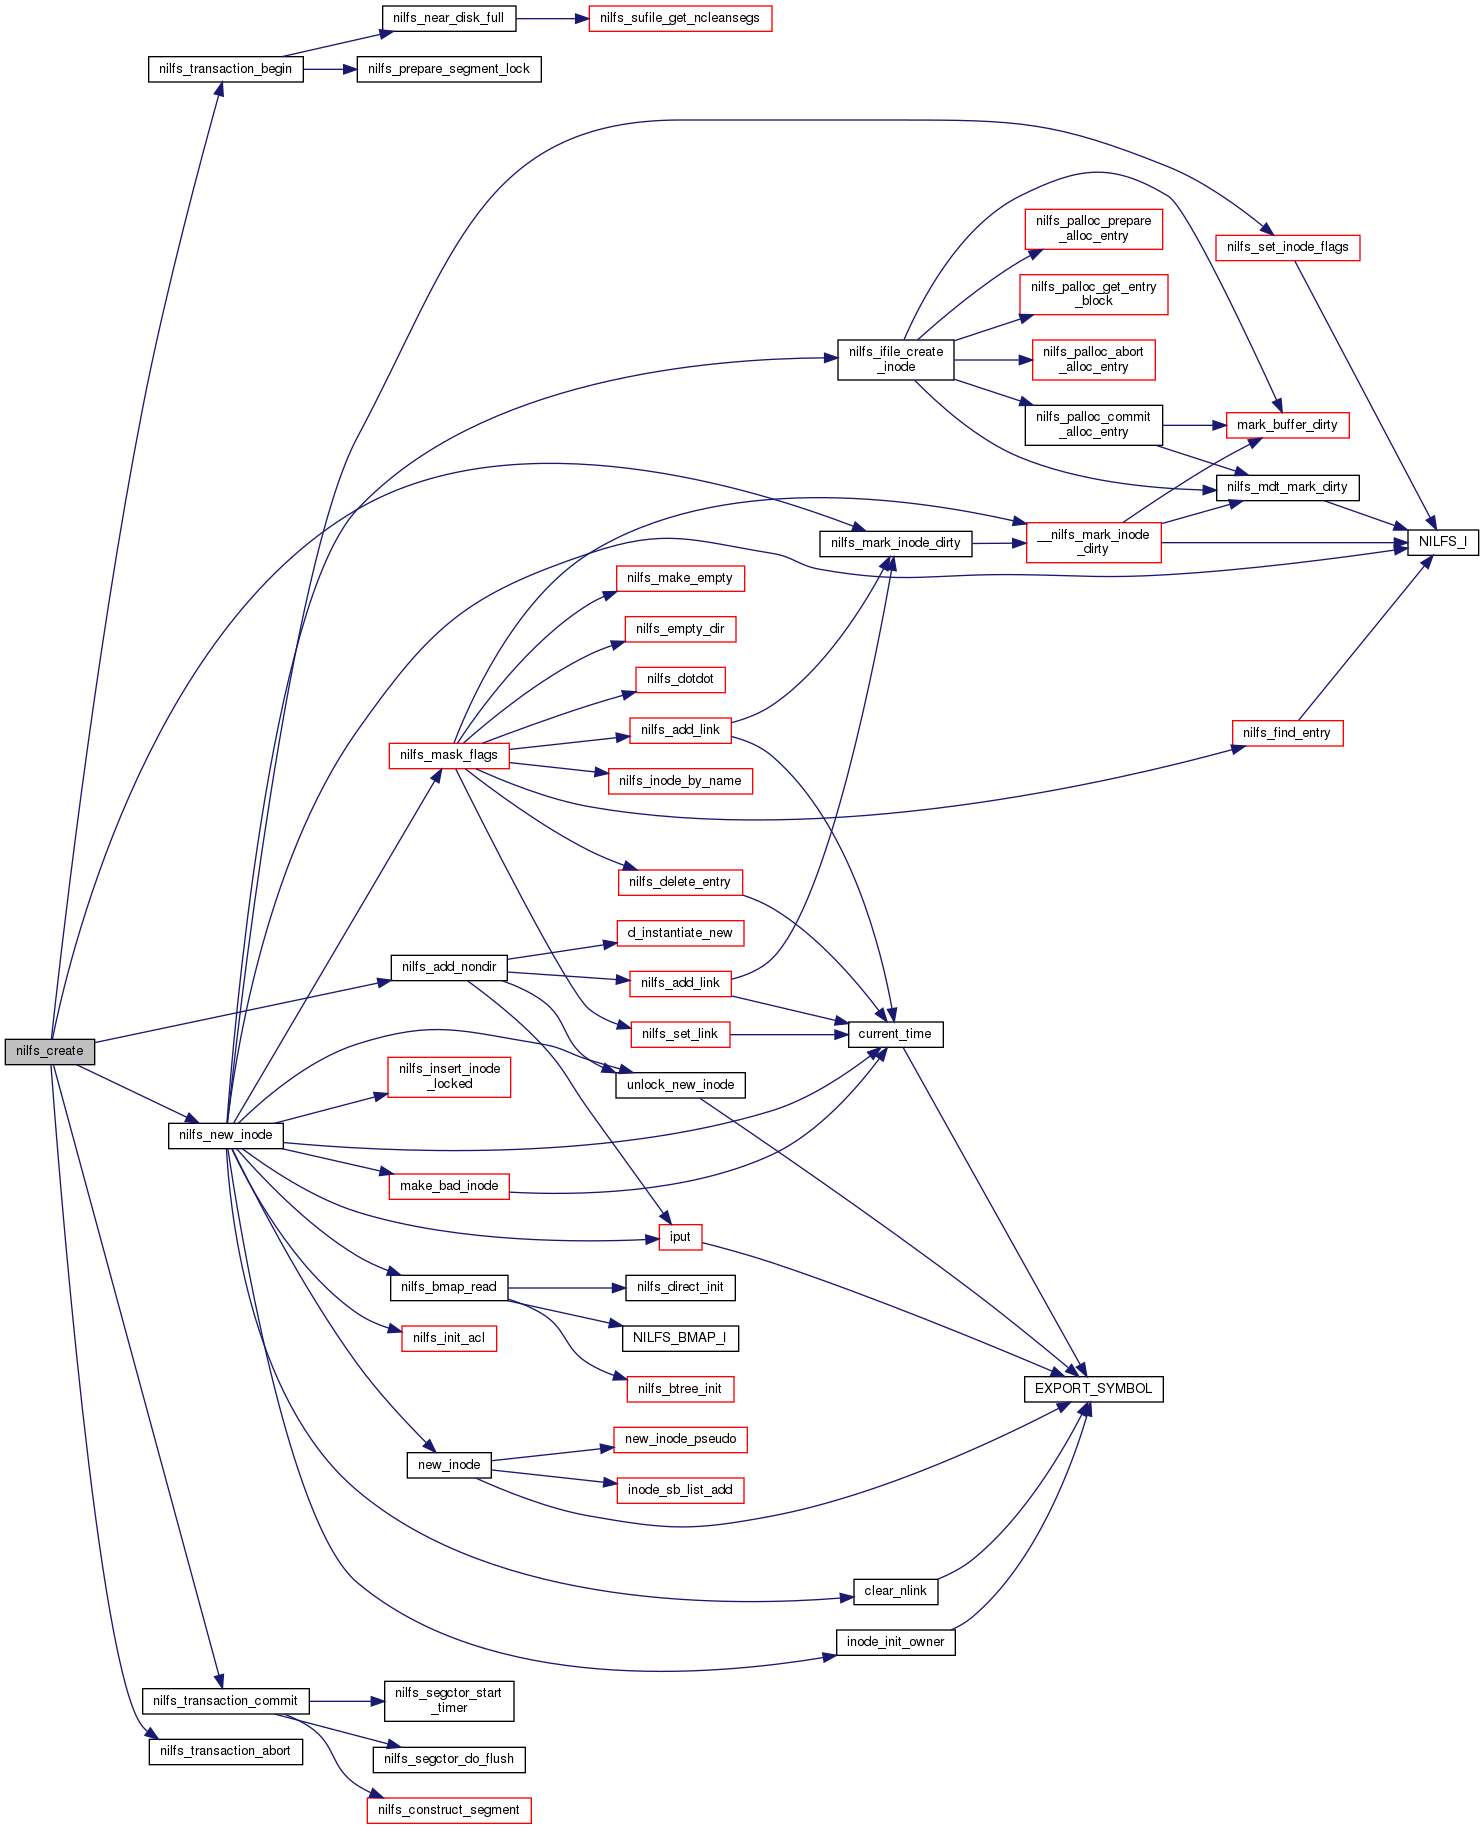 nilfs_near_disk_full
nilfs_sufile_get_ncleansegs
nilfs_transaction_begin
nilfs_prepare_segment_lock
nilfs_palloc_prepare
_alloc_entry
nilfs_set_inode_flags
nilfs_palloc_get_entry
_block
nilfs_ifile_create
_inode
nilfs_palloc_abort
_alloc_entry
nilfs_palloc_commit
_alloc_entry
mark_buffer_dirty
nilfs_mdt_mark_dirty
nilfs_mark_inode_dirty
__nilfs_mark_inode
_dirty
NILFS_I
nilfs_make_empty
nilfs_empty_dir
nilfs_dotdot
nilfs_add_link
nilfs_find_entry
nilfs_mask_flags
nilfs_inode_by_name
nilfs_delete_entry
d_instantiate_new
nilfs_add_nondir
nilfs_add_link
nilfs_set_link
current_time
nilfs_create
nilfs_insert_inode
_locked
unlock_new_inode
nilfs_new_inode
make_bad_inode
iput
nilfs_bmap_read
nilfs_direct_init
nilfs_init_acl
NILFS_BMAP_I
nilfs_btree_init
EXPORT_SYMBOL
new_inode_pseudo
new_inode
inode_sb_list_add
clear_nlink
inode_init_owner
nilfs_transaction_commit
nilfs_segctor_start
_timer
nilfs_transaction_abort
nilfs_segctor_do_flush
nilfs_construct_segment